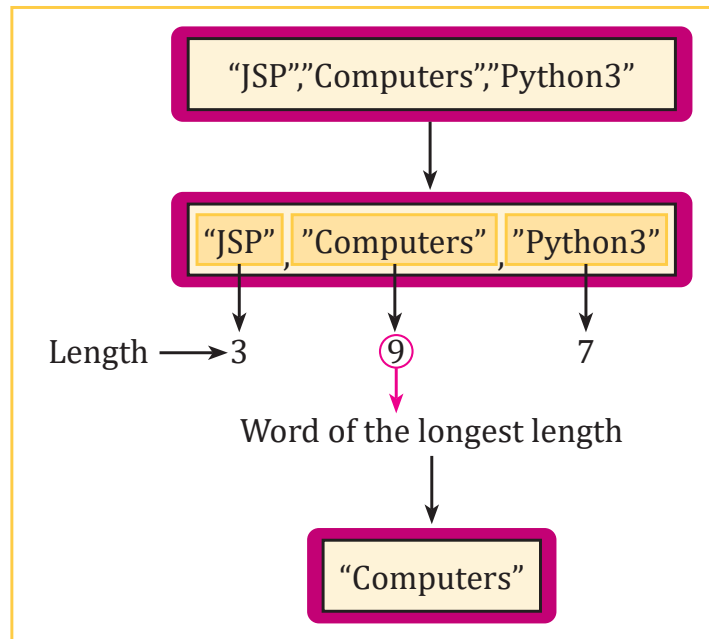 “JSP”,”Computers”,”Python3”
“JSP”, ”Computers”, ”Python3”
Length 3 9 7
Word of the longest length
“Computers”